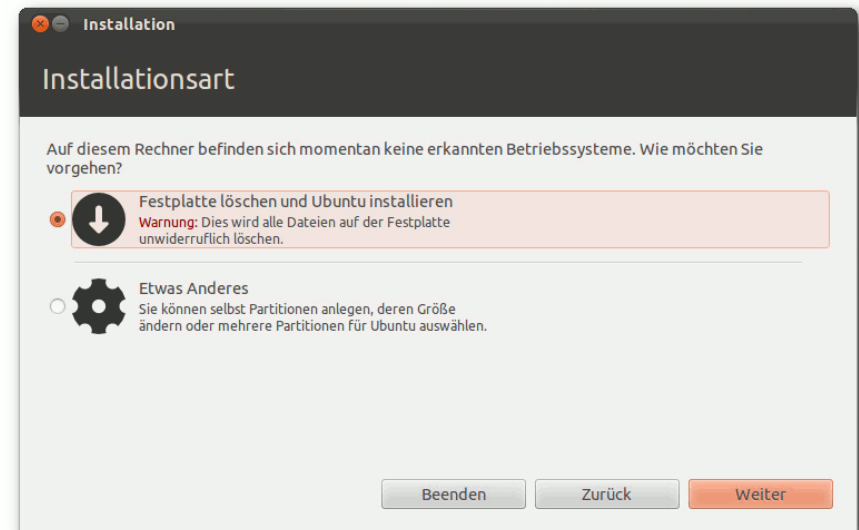 Installation
Installationsart
Auf diesem Rechner befinden sich momentan keine erkannten Betriebssysteme. Wie möchten Sie
vorgehen?
Festplatte löschen und Ubuntu installieren
Warnung: Dies wird alle Dateien auf der Festplatte
unwiderruflich löschen.
Etwas Anderes
Sie können selbst Partitionen anlegen, deren Größe
ändern oder mehrere Partitionen für Ubuntu auswählen.
Beenden
Zurück
Weiter